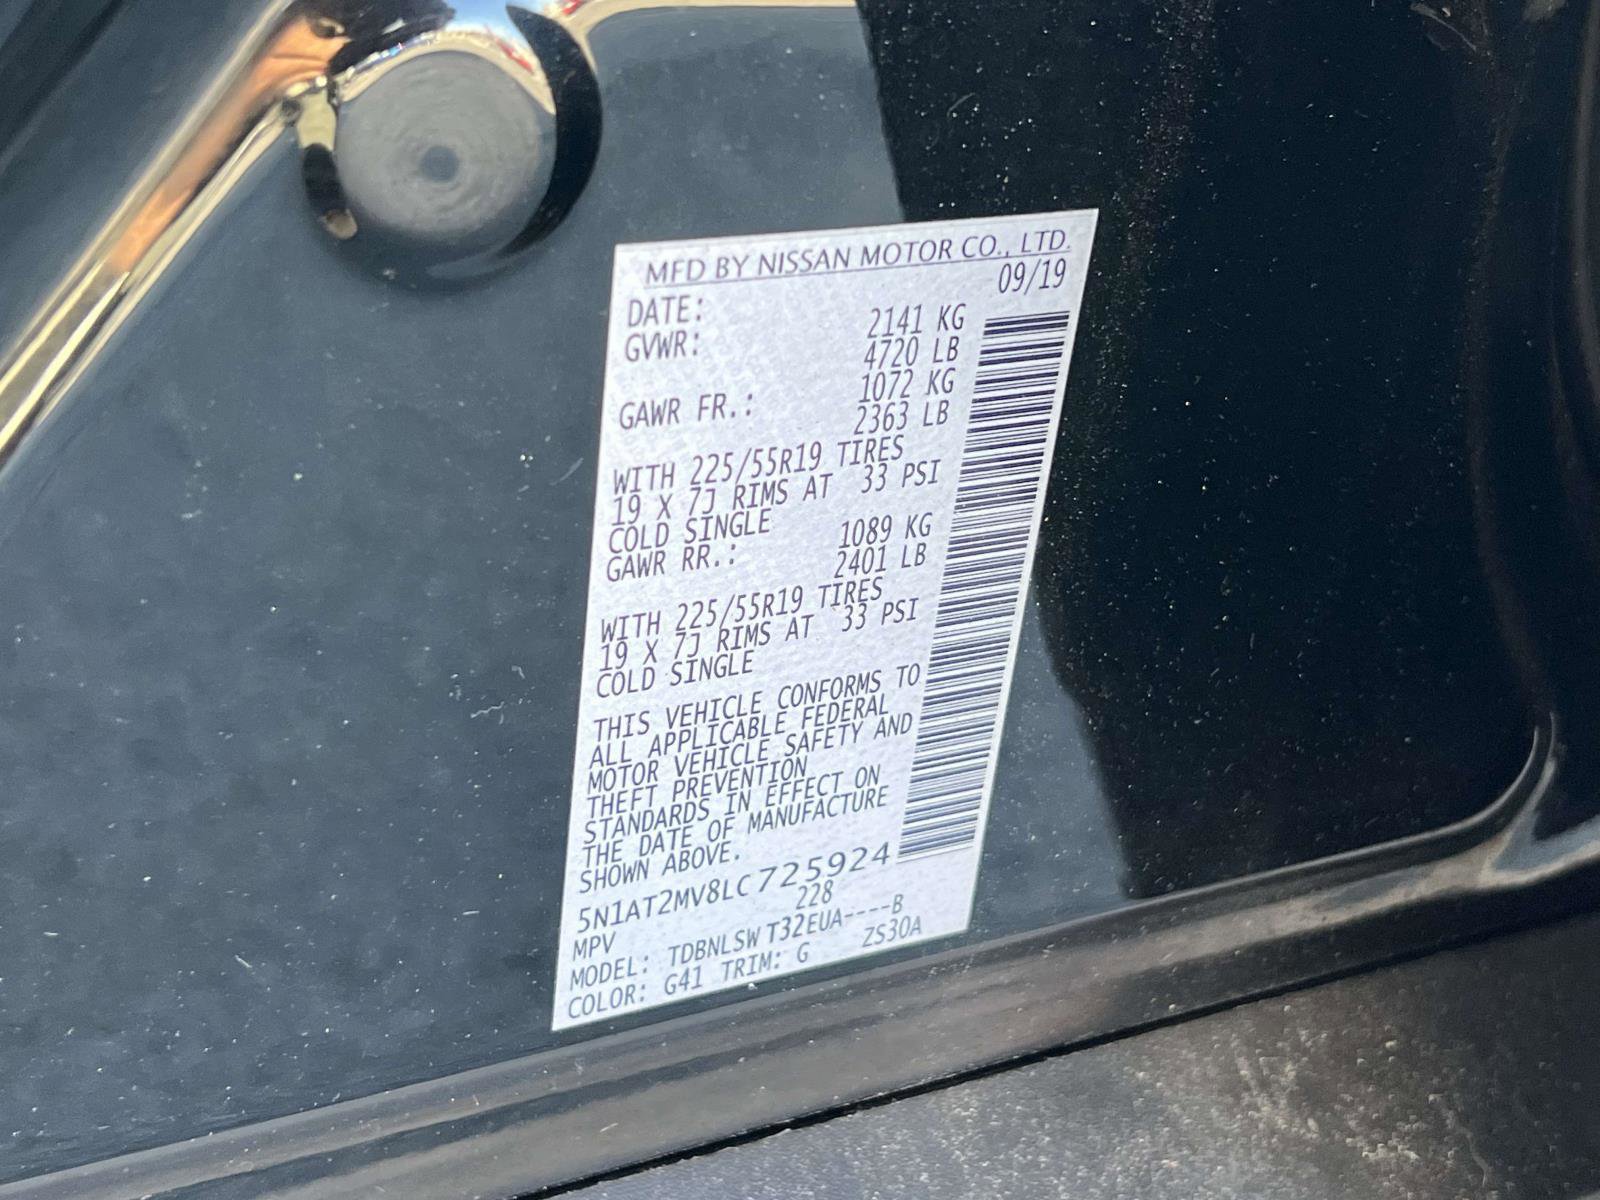 MFD BY NISSAN MOTOR CO., LTD.
DATE: 09/19
GVWR: 2141 KG
4720 LB
GAWR FR.: 1072 KG
2363 LB
WITH 225/55R19 TIRES
19 X 7J RIMS AT 33 PSI
COLD SINGLE
GAWR RR.: 1089 KG
2401 LB
WITH 225/55R19 TIRES
19 X 7J RIMS AT 33 PSI
COLD SINGLE
THIS VEHICLE CONFORMS TO
ALL APPLICABLE FEDERAL
MOTOR VEHICLE SAFETY AND
THEFT PREVENTION
STANDARDS IN EFFECT ON
THE DATE OF MANUFACTURE
SHOWN ABOVE.
5N1AT2MV8LC725924
MPV 228
MODEL: TDBNLSWT32EUA----B
COLOR: G41 TRIM: G ZS30A